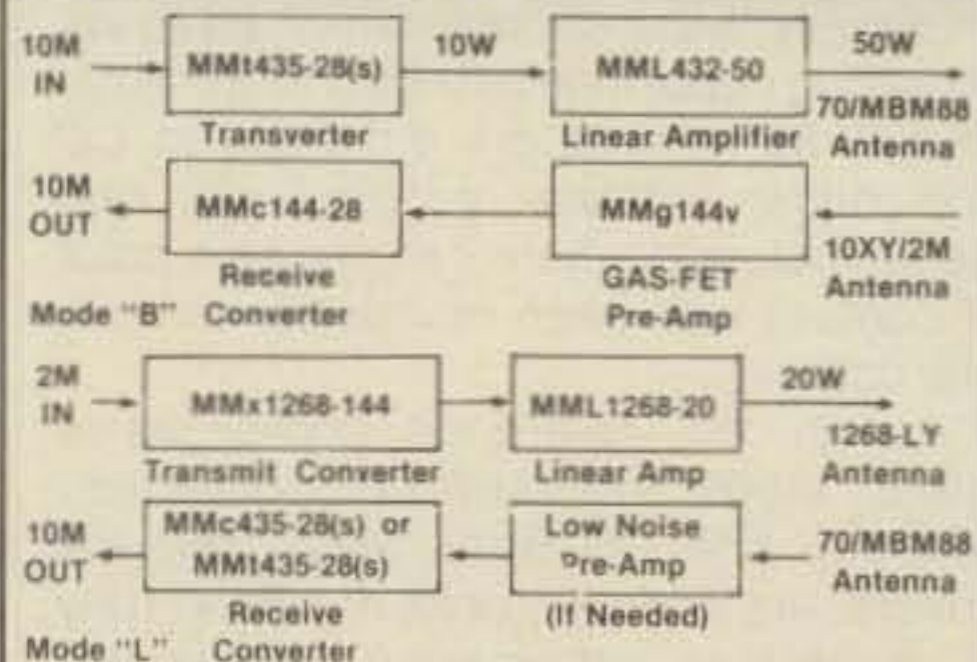 10M IN
MMt435-28(s)
10W
MML432-50
50W
Transverter
Linear Amplifier
70/MBM88 Antenna
10M OUT
MMc144-28
MMg144v
10XY/2M Antenna
Receive Converter
GAS-FET Pre-Amp
Mode "B"
2M IN
MMx1268-144
MML1268-20
20W
Transmit Converter
Linear Amp
1268-LY Antenna
10M OUT
MMc435-28(s) or
MMt435-28(s)
Low Noise
Pre-Amp
70/MBM88 Antenna
Receive Converter
(If Needed)
Mode "L"